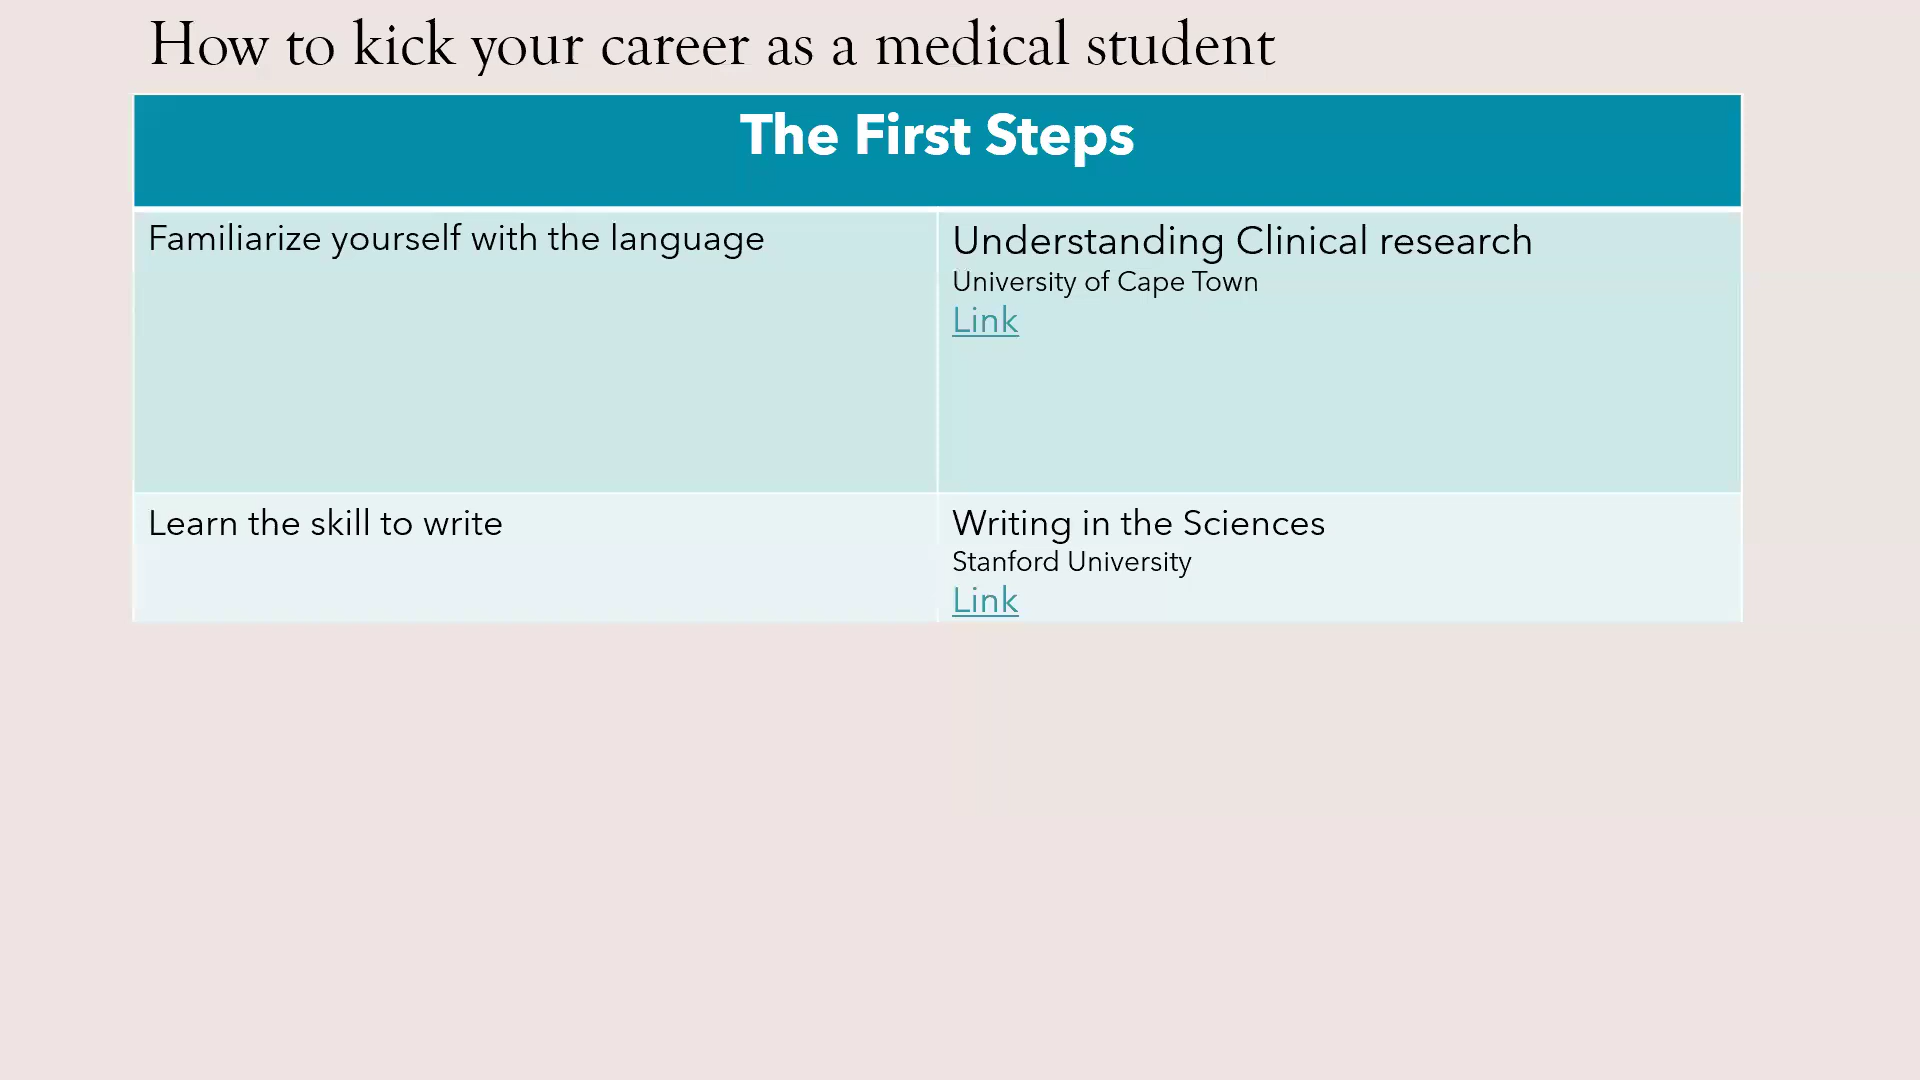 How to kick your career as a medical student
The First Steps
Familiarize yourself with the language
Understanding Clinical research
University of Cape Town
Link
Learn the skill to write
Writing in the Sciences
Stanford University
Link